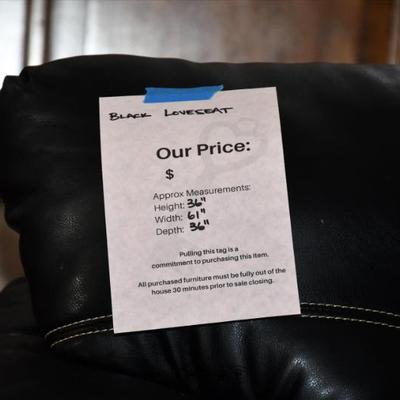 BLACK LOVESEAT
Our Price:
$
Approx Measurements:
Height: 36"
Width: 61"
Depth: 36"
Pulling this tag is a
commitment to purchasing this item.
All purchased furniture must be fully out of the
house 30 minutes prior to sale closing.